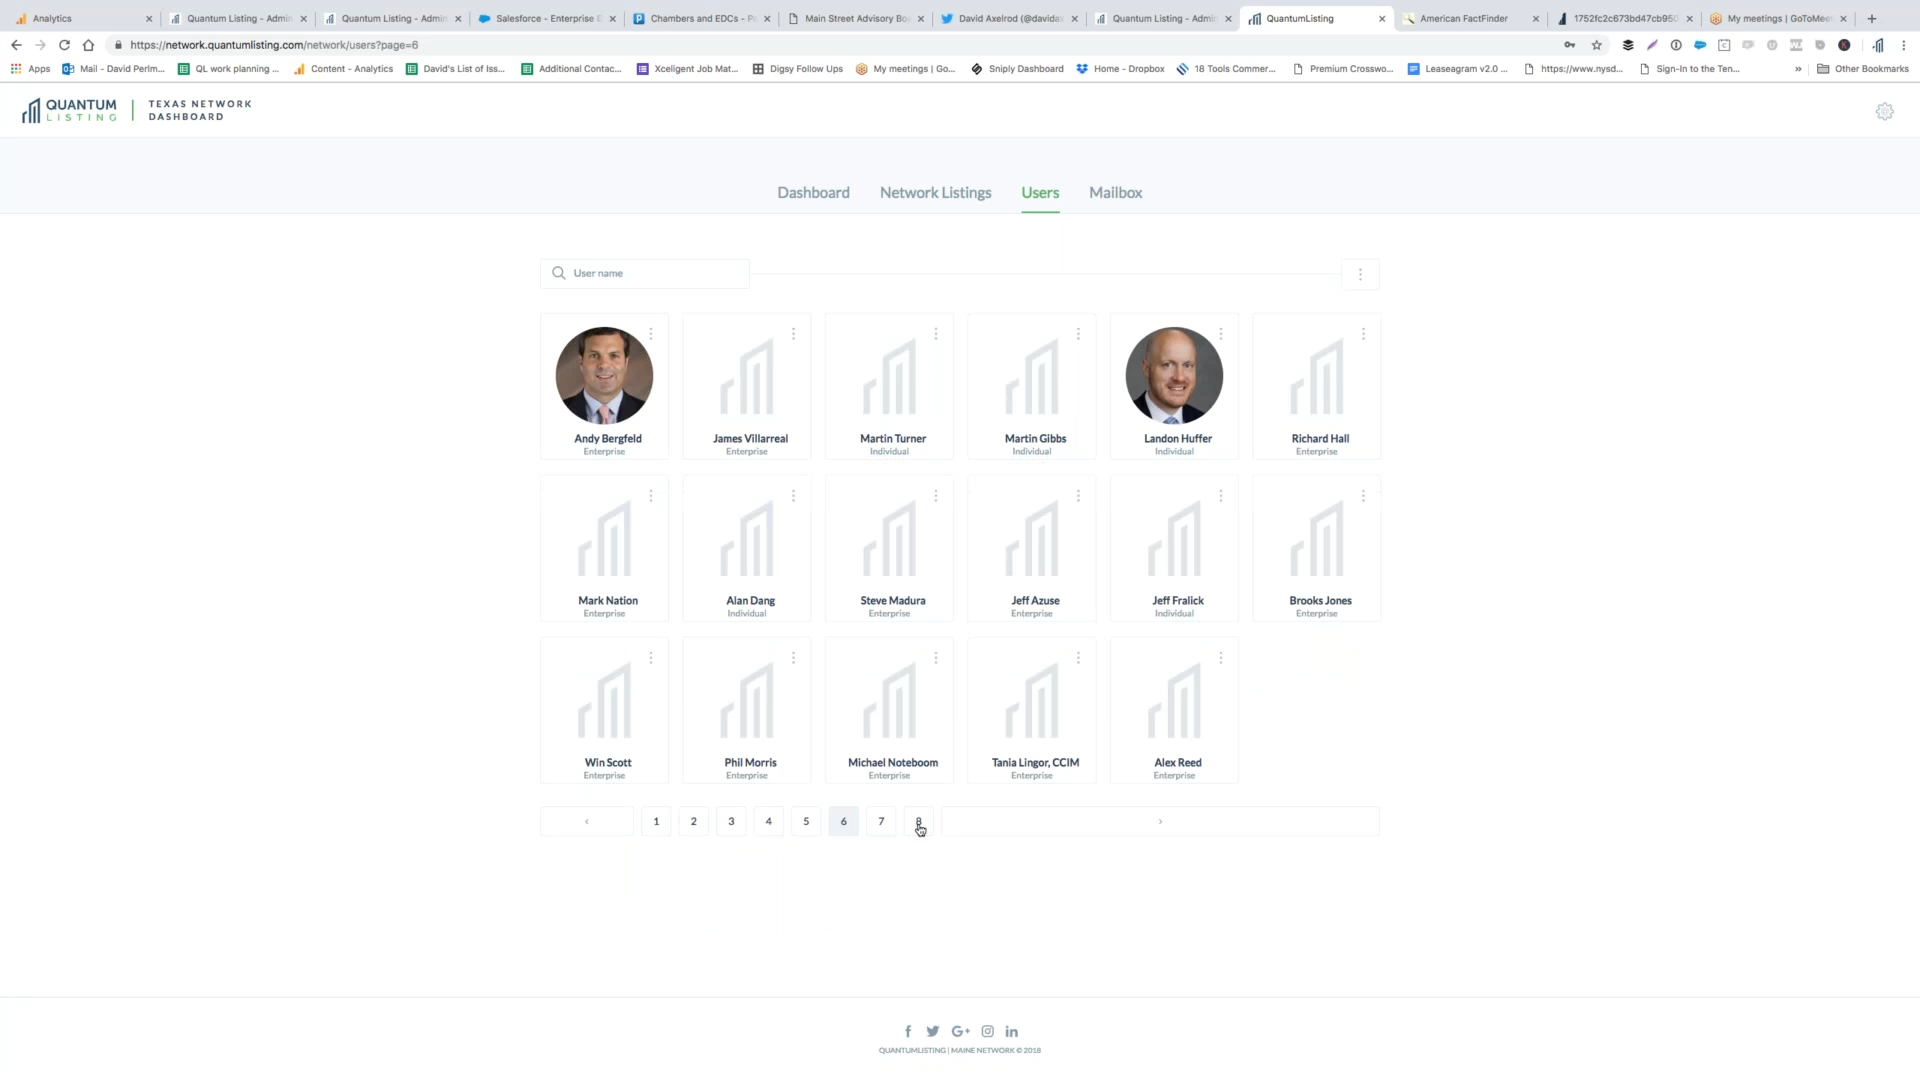 Analytics
Quantum Listing - Admin
Quantum Listing - Admin
Salesforce - Enterprise E
Chambers and EDCs - Pa
Main Street Advisory Bo
David Axelrod (@davida
Quantum Listing - Admin
QuantumListing
American FactFinder
1752fc2c673bd47cb950
My meetings | GoToMee
https://network.quantumlisting.com/network/users?page=6
Apps
Mail - David Perlm...
QL work planning ...
Content - Analytics
David's List of Iss...
Additional Contac...
Xceligent Job Mat...
Digsy Follow Ups
My meetings | Go...
Sniply Dashboard
Home - Dropbox
18 Tools Commer...
Premium Crosswo...
Leaseagram v2.0 ...
https://www.nysd...
Sign-In to the Ten...
Other Bookmarks
QUANTUM LISTING
TEXAS NETWORK
DASHBOARD
Dashboard
Network Listings
Users
Mailbox
User name
Andy Bergfeld
Enterprise
James Villarreal
Enterprise
Martin Turner
Individual
Martin Gibbs
Individual
Landon Huffer
Individual
Richard Hall
Enterprise
Mark Nation
Enterprise
Alan Dang
Individual
Steve Madura
Enterprise
Jeff Azuse
Enterprise
Jeff Fralick
Individual
Brooks Jones
Enterprise
Win Scott
Enterprise
Phil Morris
Enterprise
Michael Noteboom
Enterprise
Tania Lingor, CCIM
Enterprise
Alex Reed
Enterprise
‹ 1 2 3 4 5 6 7 8 ›
QUANTUMLISTING | MAINE NETWORK © 2018